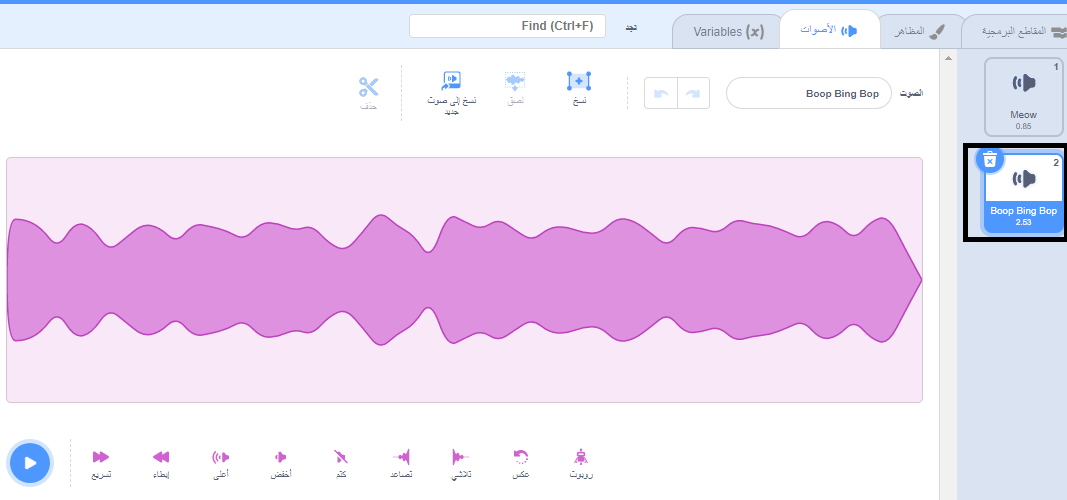 المقاطع البرمجية
المظاهر
الأصوات
Variables (x)
تجد
Find (Ctrl+F)
الصوت
Boop Bing Bop
نسخ
لصق
نسخ إلى صوت
جديد
حذف
1
Meow
0.85
2
Boop Bing Bop
2.53
روبوت
عكس
تلاشي
تصاعد
كتم
أخفض
أعلى
إبطاء
تسريع